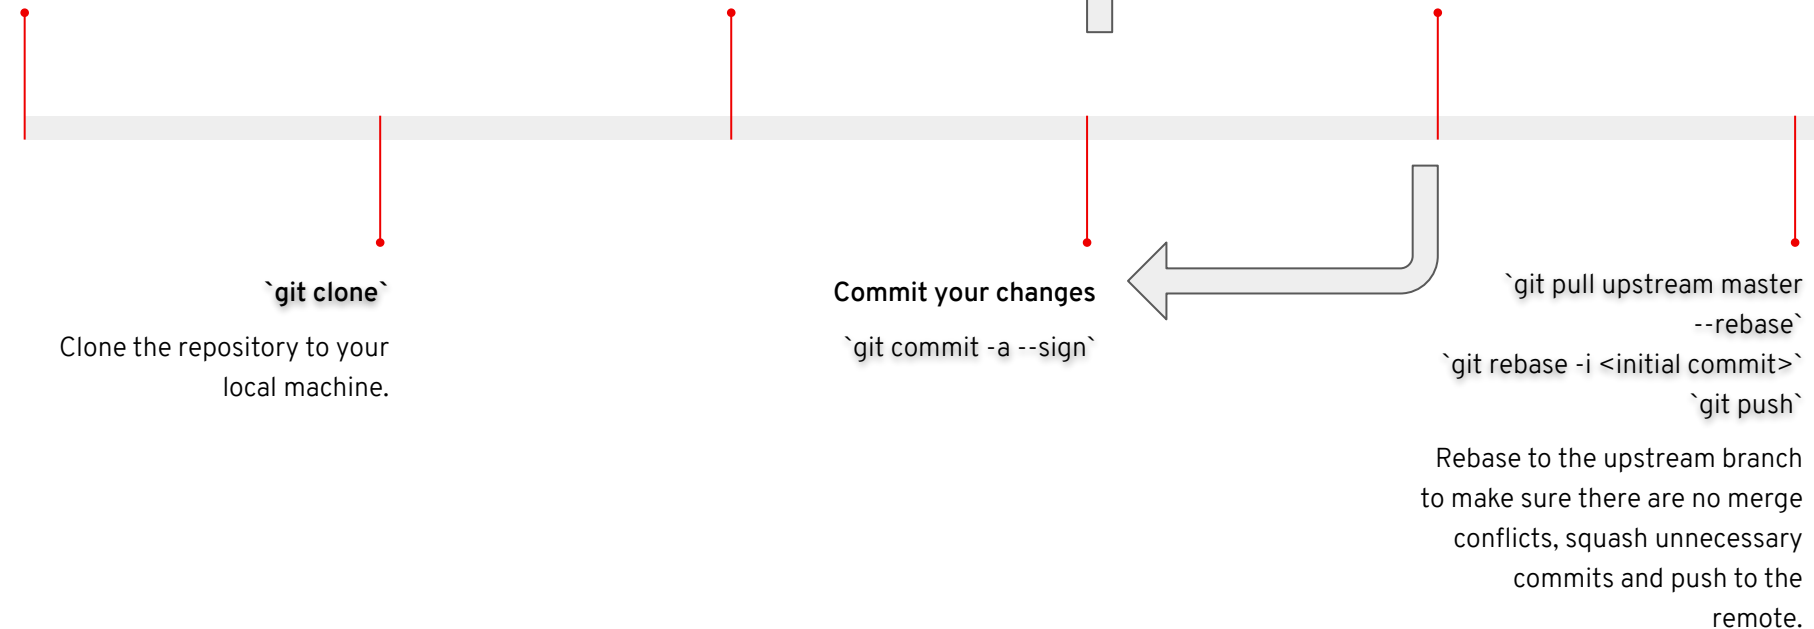 `git clone`
Clone the repository to your
local machine.
Commit your changes
`git commit -a --sign`
`git pull upstream master
--rebase`
`git rebase -i <initial commit>`
`git push`
Rebase to the upstream branch
to make sure there are no merge
conflicts, squash unnecessary
commits and push to the
remote.